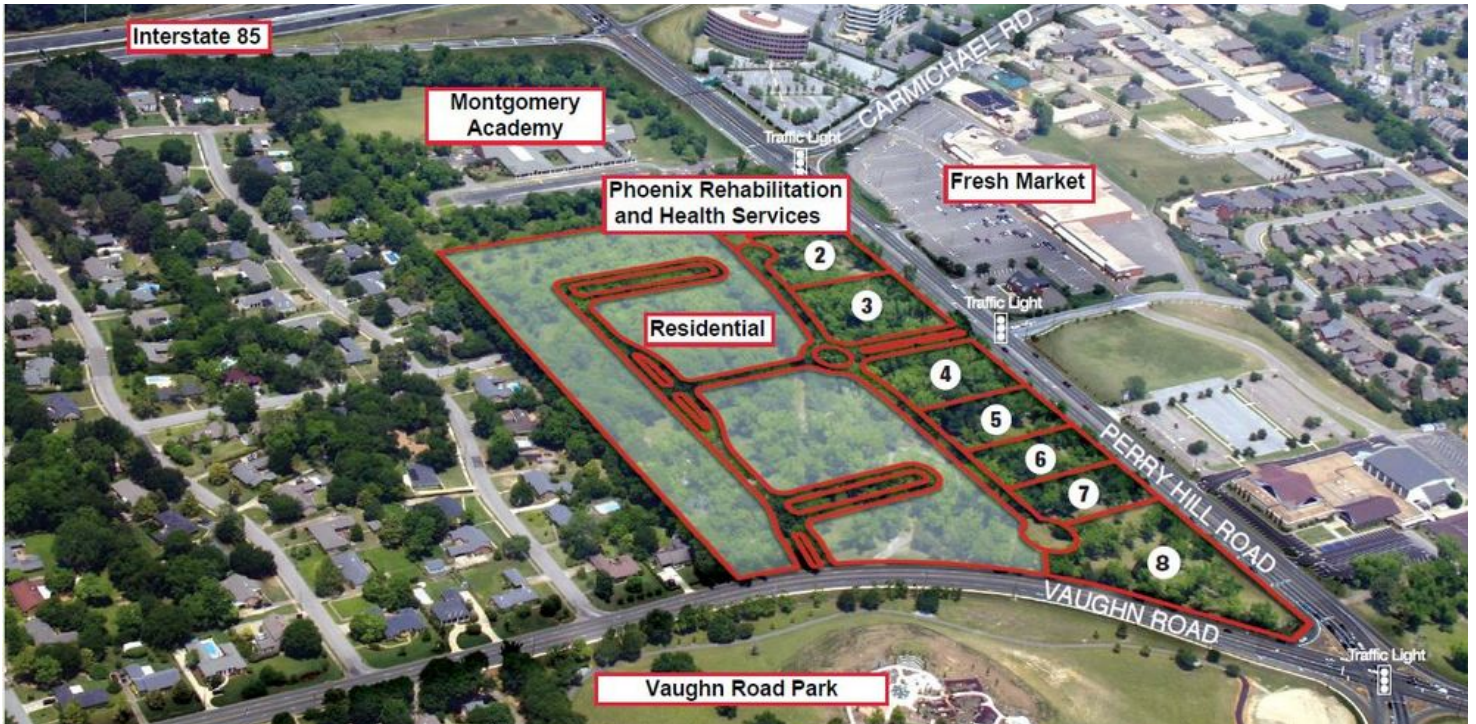 Interstate 85
Montgomery
Academy
CARMICHAEL RD
Traffic Light
Phoenix Rehabilitation
and Health Services
Fresh Market
2
3
Traffic Light
Residential
4
5
6
7
PERRY HILL ROAD
8
VAUGHN ROAD
Traffic Light
Vaughn Road Park